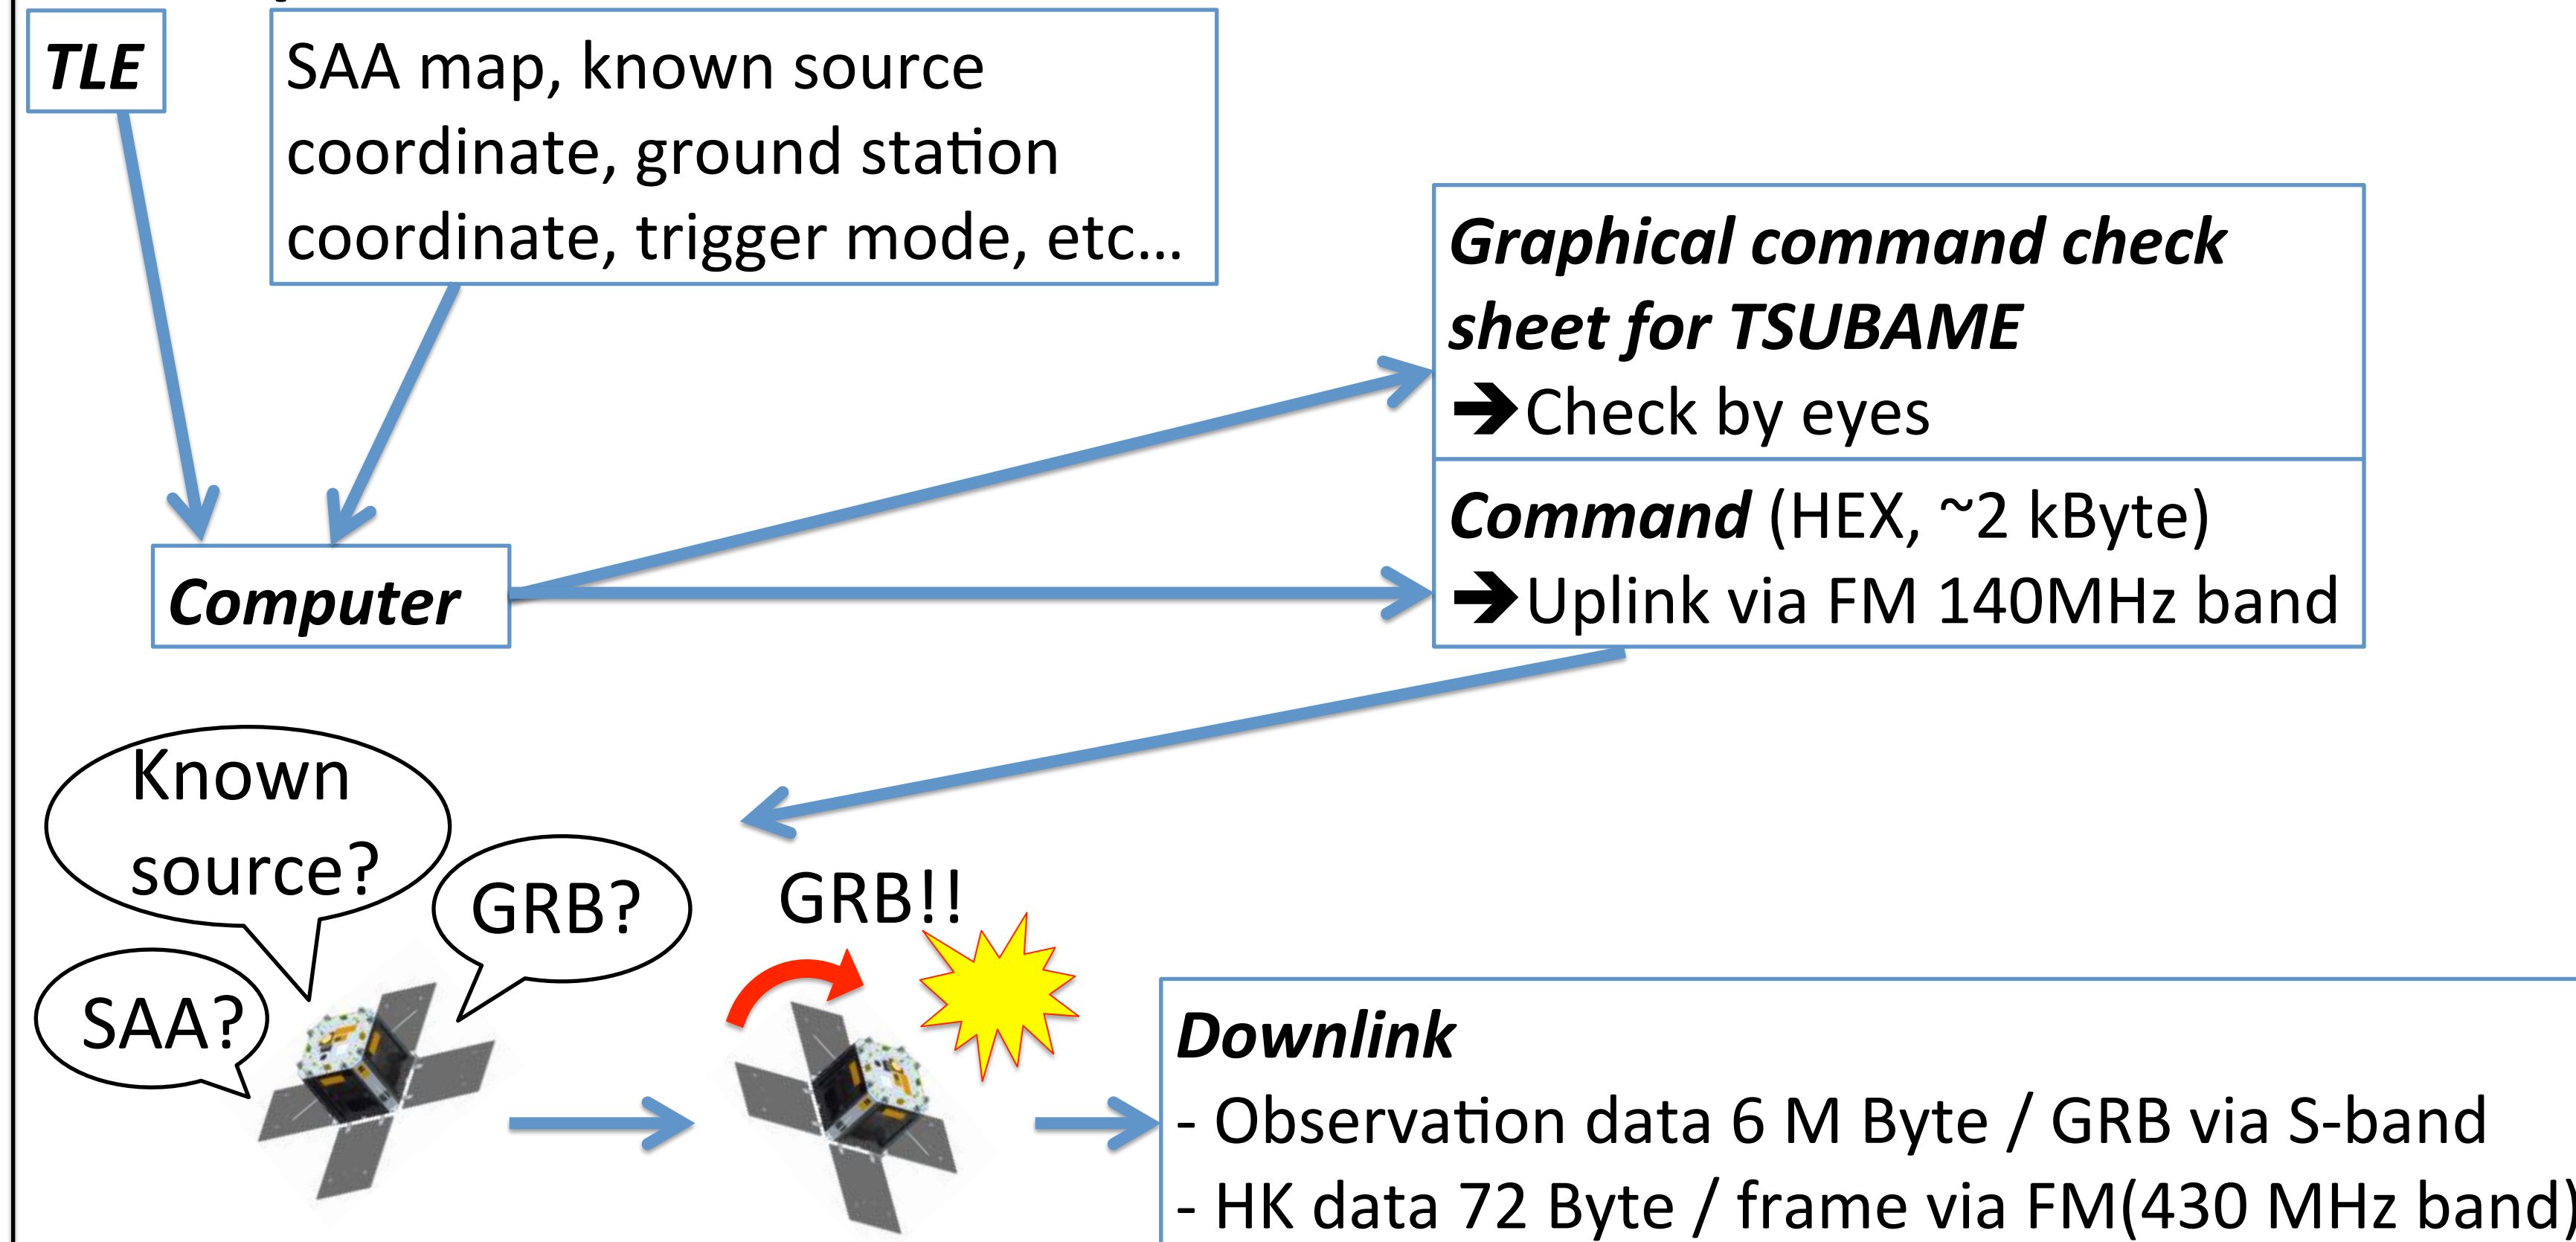 TLE
SAA map, known source
coordinate, ground station
coordinate, trigger mode, etc...
Graphical command check
sheet for TSUBAME
➔Check by eyes
Computer
Command (HEX, ~2 kByte)
➔Uplink via FM 140MHz band
Known
source?
GRB?
GRB!!
SAA?
Downlink
- Observation data 6 M Byte / GRB via S-band
- HK data 72 Byte / frame via FM(430 MHz band)